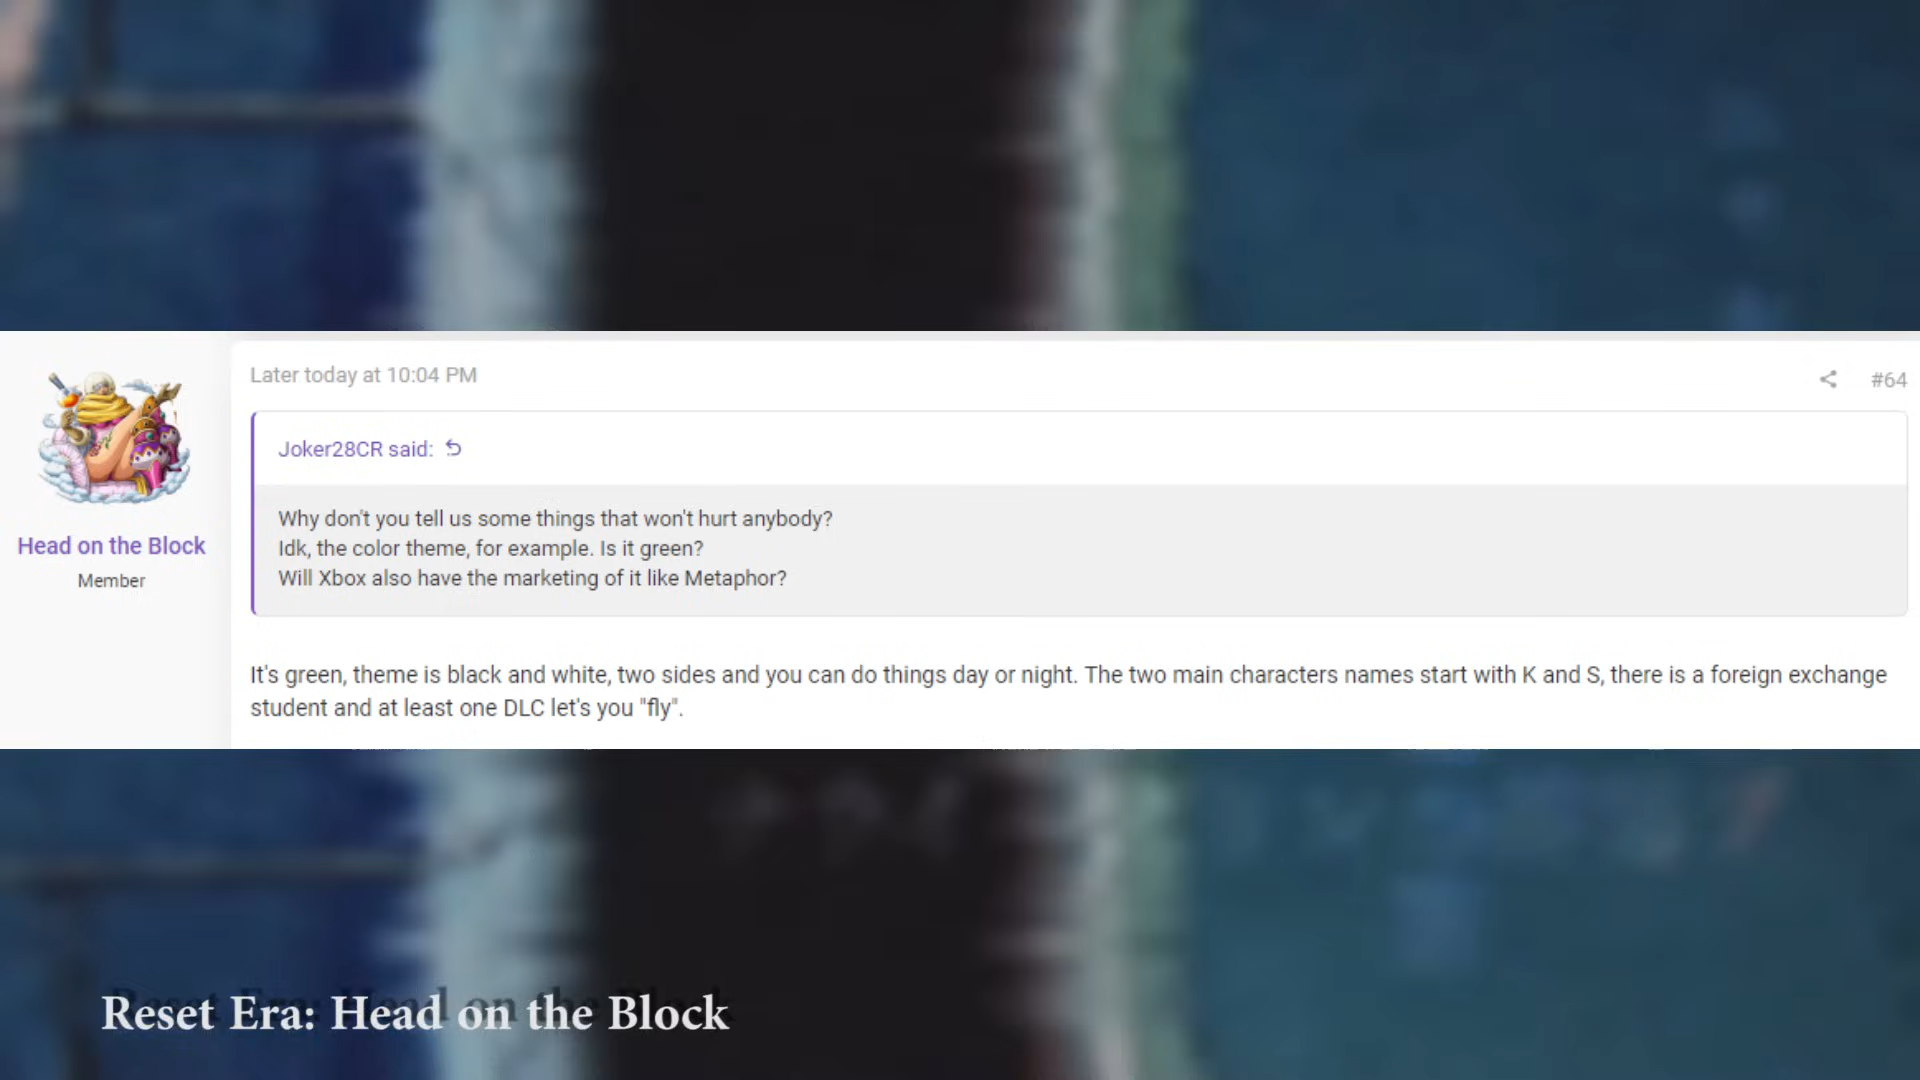 Later today at 10:04 PM
#64
Joker28CR said:
Why don't you tell us some things that won't hurt anybody?
Idk, the color theme, for example. Is it green?
Will Xbox also have the marketing of it like Metaphor?
Head on the Block
Member
It's green, theme is black and white, two sides and you can do things day or night. The two main characters names start with K and S, there is a foreign exchange
student and at least one DLC let's you "fly".
Reset Era: Head on the Block